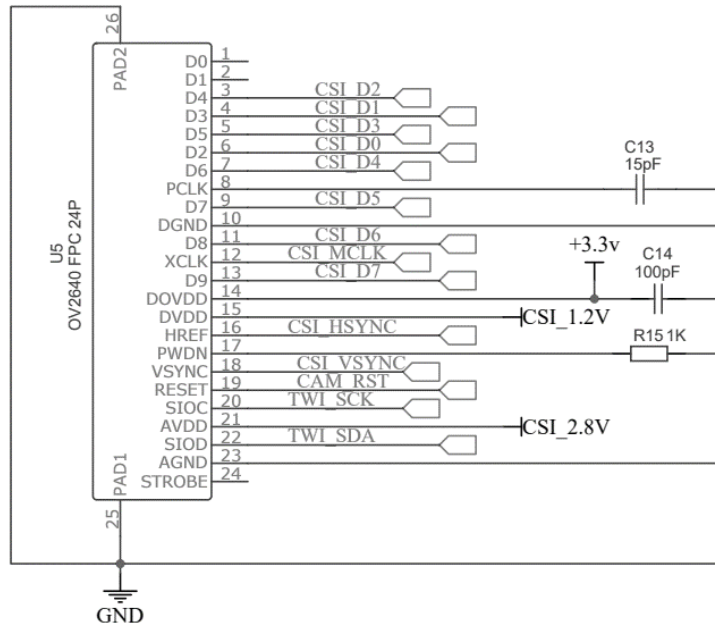 26
PAD2
U5
OV2640 FPC 24P
D0 1
D1 2
D4 3 CSI_D2
D3 4 CSI_D1
D5 5 CSI_D3
D2 6 CSI_D0
D6 7 CSI_D4
PCLK 8
C13
15pF
D7 9 CSI_D5
DGND 10
D8 11 CSI_D6
XCLK 12 CSI_MCLK
D9 13 CSI_D7
+3.3v
C14
100pF
DOVDD 14
DVDD 15 CSI_1.2V
HREF 16 CSI_HSYNC
PWDN 17 R15 1K
VSYNC 18 CSI_VSYNC
RESET 19 CAM_RST
SIOC 20 TWI_SCK
AVDD 21 CSI_2.8V
SIOD 22 TWI_SDA
AGND 23
STROBE 24
PAD1
25
GND